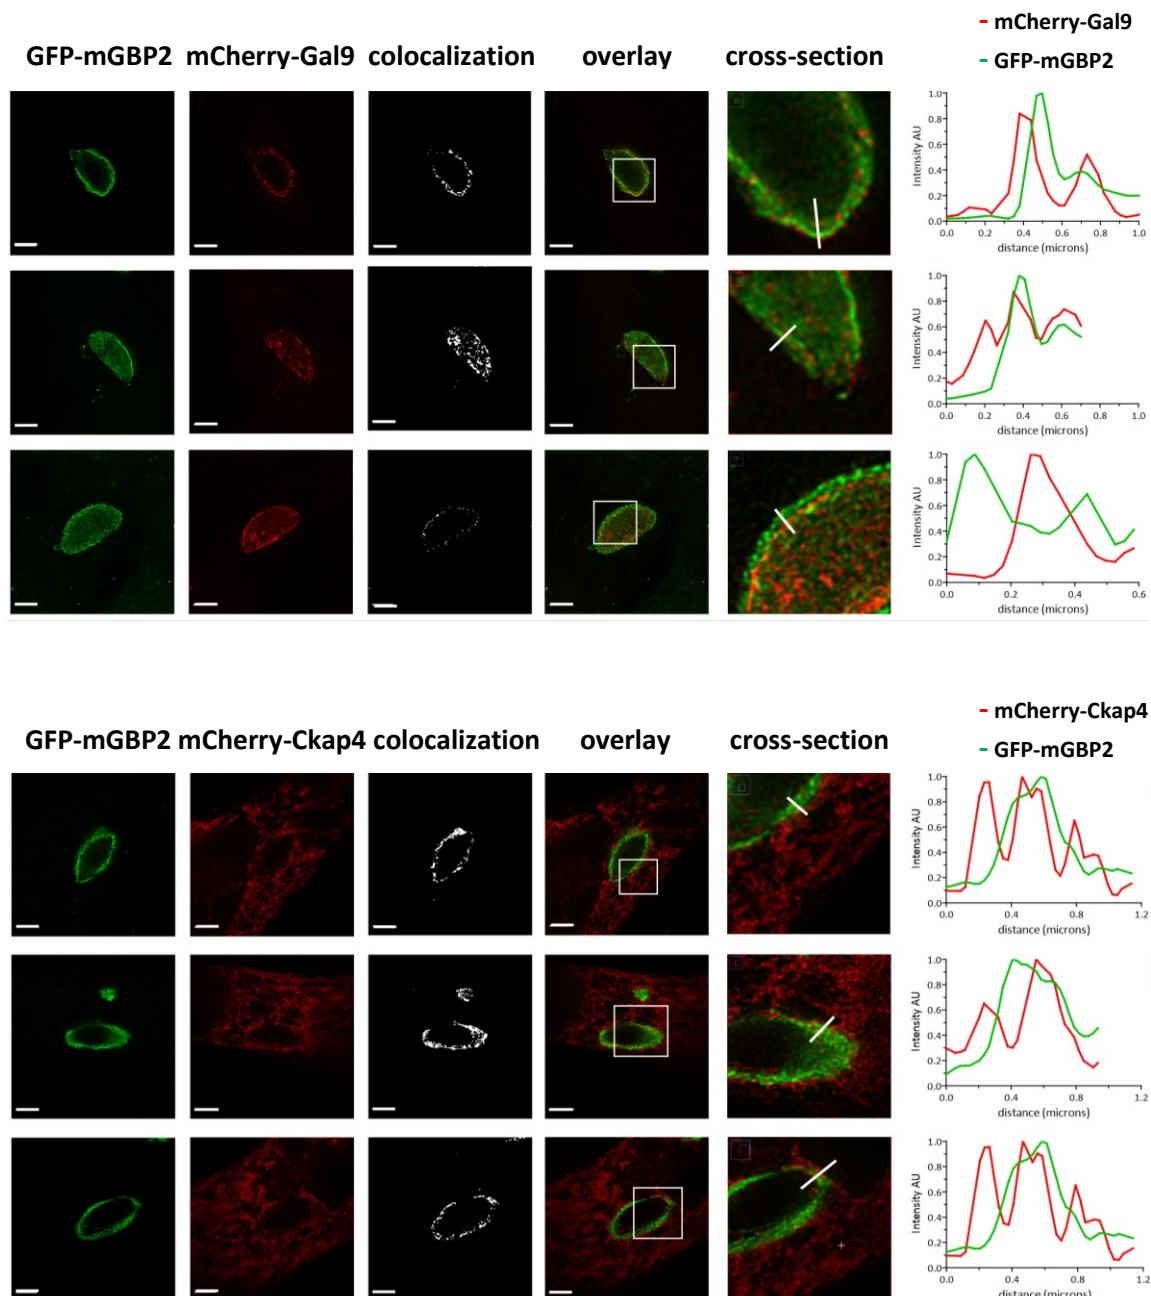 - mCherry-Gal9
- GFP-mGBP2
GFP-mGBP2 mCherry-Gal9 colocalization overlay cross-section
Intensity AU
1.0
0.8
0.6
0.4
0.2
0.0
0.0 0.2 0.4 0.6 0.8 1.0
distance (microns)
Intensity AU
1.0
0.8
0.6
0.4
0.2
0.0
0.0 0.2 0.4 0.6 0.8 1.0
distance (microns)
Intensity AU
1.0
0.8
0.6
0.4
0.2
0.0
0.0 0.2 0.4 0.6
distance (microns)
- mCherry-Ckap4
- GFP-mGBP2
GFP-mGBP2 mCherry-Ckap4 colocalization overlay cross-section
Intensity AU
1.0
0.8
0.6
0.4
0.2
0.0
0.0 0.4 0.8 1.2
distance (microns)
Intensity AU
1.0
0.8
0.6
0.4
0.2
0.0
0.0 0.4 0.8 1.2
distance (microns)
Intensity AU
1.0
0.8
0.6
0.4
0.2
0.0
0.0 0.4 0.8 1.2
distance (microns)